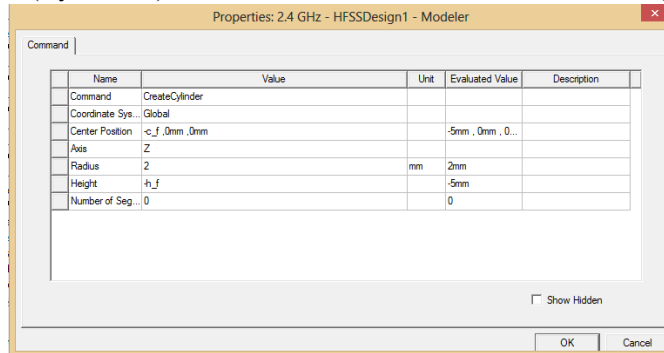 Properties: 2.4 GHz - HFSSDesign1 - Modeler
Command
Name Value Unit Evaluated Value Description
Command CreateCylinder
Coordinate Sys... Global
Center Position -c_f ,0mm ,0mm -5mm , 0mm , 0...
Axis Z
Radius 2 mm 2mm
Height -h_f -5mm
Number of Seg... 0 0
Show Hidden
OK Cancel